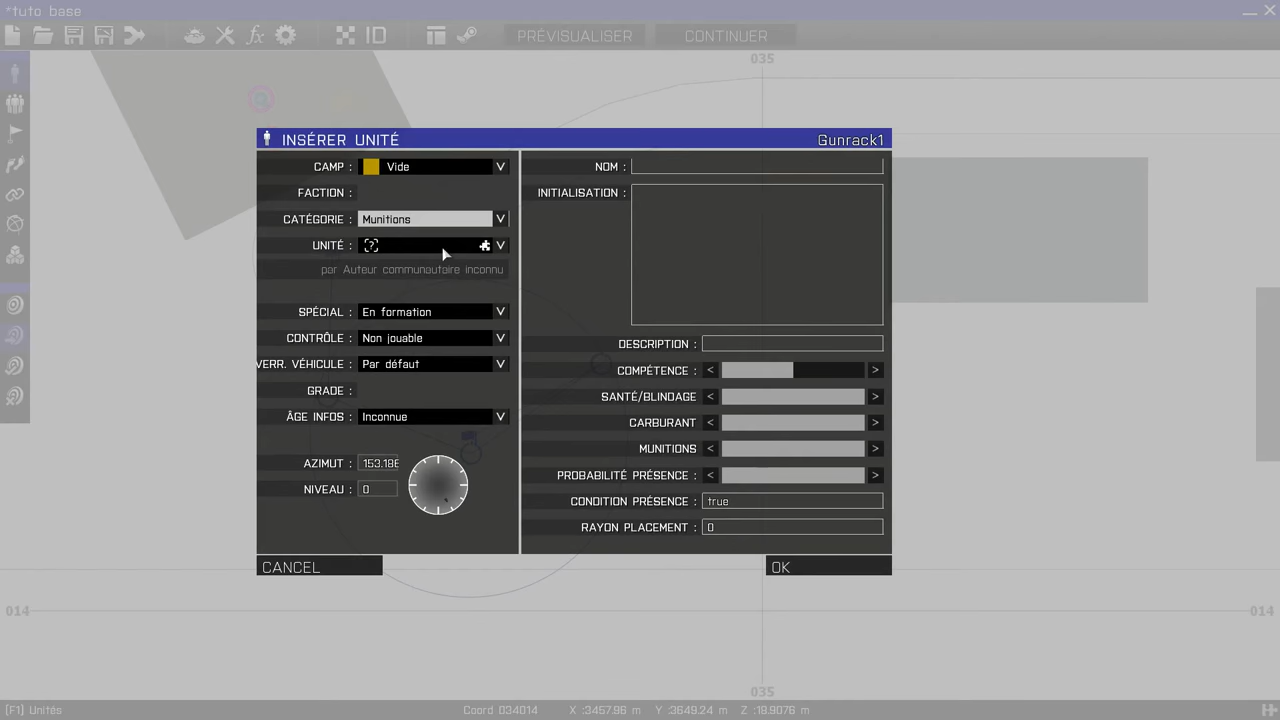 *tuto base
ID
PRÉVISUALISER
CONTINUER
035
INSÉRER UNITÉ
Gunrack1
CAMP :
Vide
FACTION :
CATÉGORIE :
Munitions
UNITÉ :
par Auteur communautaire inconnu
SPÉCIAL :
En formation
CONTRÔLE :
Non jouable
VERR. VÉHICULE :
Par défaut
GRADE :
ÂGE INFOS :
Inconnue
AZIMUT :
153.186
NIVEAU :
0
NOM :
INITIALISATION :
DESCRIPTION :
COMPÉTENCE :
SANTÉ/BLINDAGE
CARBURANT
MUNITIONS
PROBABILITÉ PRÉSENCE :
CONDITION PRÉSENCE :
true
RAYON PLACEMENT :
0
CANCEL
OK
014
014
035
(F1) Unités
Coord 034014
X :3457.96 m
Y :3649.24 m
Z :18.9076 m